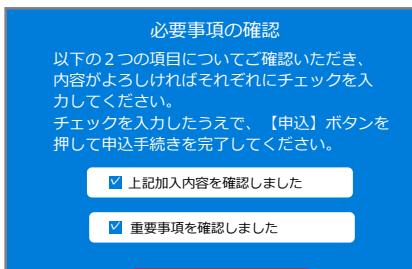 必要事項の確認
以下の２つの項目についてご確認いただき、
内容がよろしければそれぞれにチェックを入
力してください。
チェックを入力したうえで、【申込】ボタンを
押して申込手続きを完了してください。
上記加入内容を確認しました
重要事項を確認しました